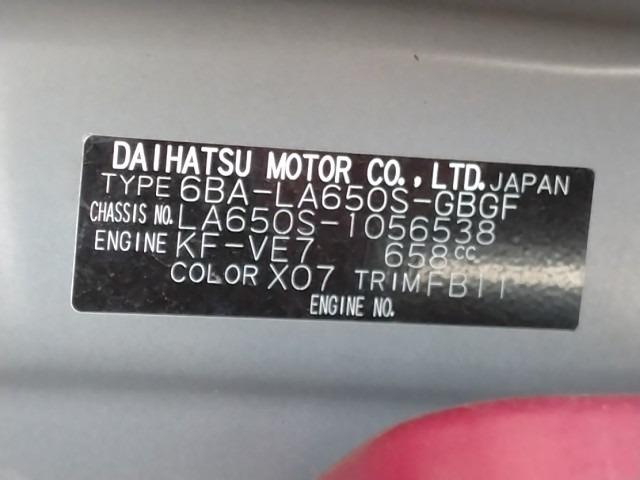 DAIHATSU MOTOR CO., LTD. JAPAN
TYPE 6BA-LA650S-GBGF
CHASSIS NO. LA650S-1056538
ENGINE KF-VE7 658cc
COLOR X07 TRIM FB11
ENGINE NO.